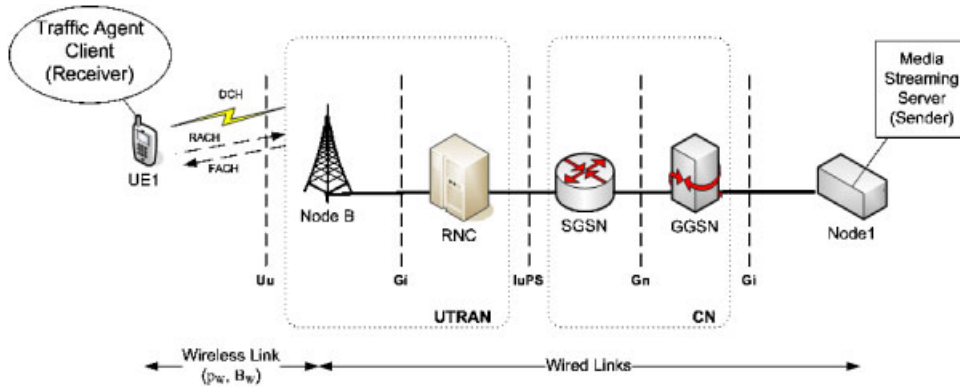 Traffic Agent
Client
(Receiver)
Media
Streaming
Server
(Sender)
DCH
RACH
FACH
UE1
Node B
RNC
SGSN
GGSN
Node1
Uu
Gi
IuPS
Gn
Gi
UTRAN
CN
Wireless Link
(pw, Bw)
Wired Links